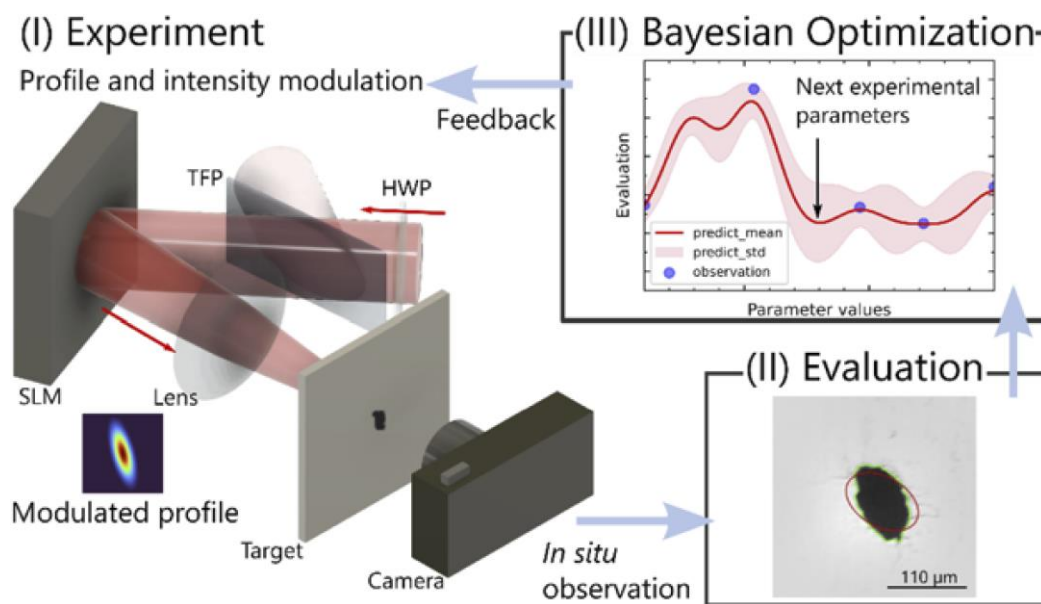 (I) Experiment
Profile and intensity modulation
Feedback
TFP
HWP
SLM
Lens
Modulated profile
Target
Camera
In situ
observation
(III) Bayesian Optimization
Next experimental
parameters
Evaluation
predict_mean
predict_std
observation
Parameter values
(II) Evaluation
110 μm